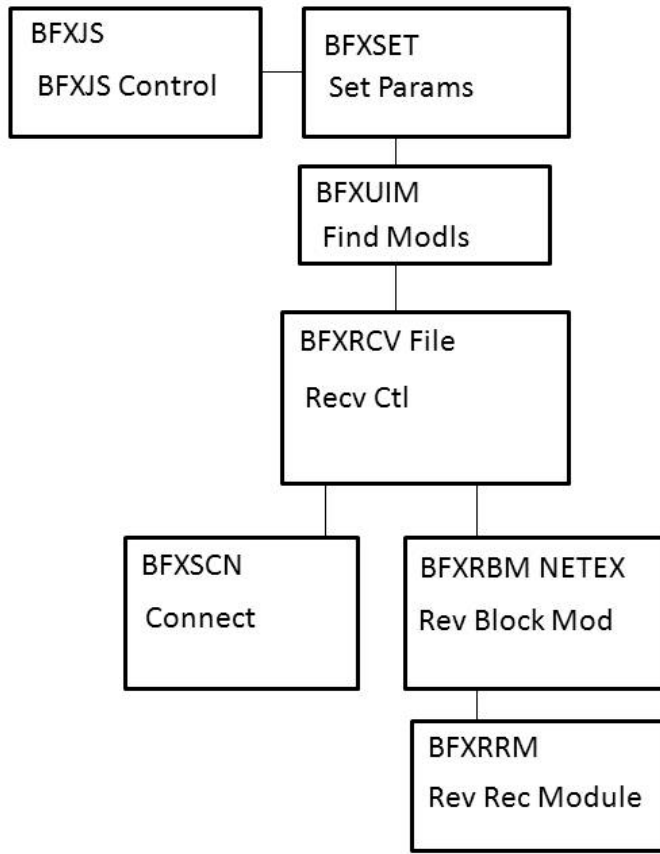 BFXJS
BFXJS Control
BFXSET
Set Params
BFXUIM
Find Modls
BFXRCV File
Recv Ctl
BFXSCN
Connect
BFXRBM NETEX
Rev Block Mod
BFXRRM
Rev Rec Module